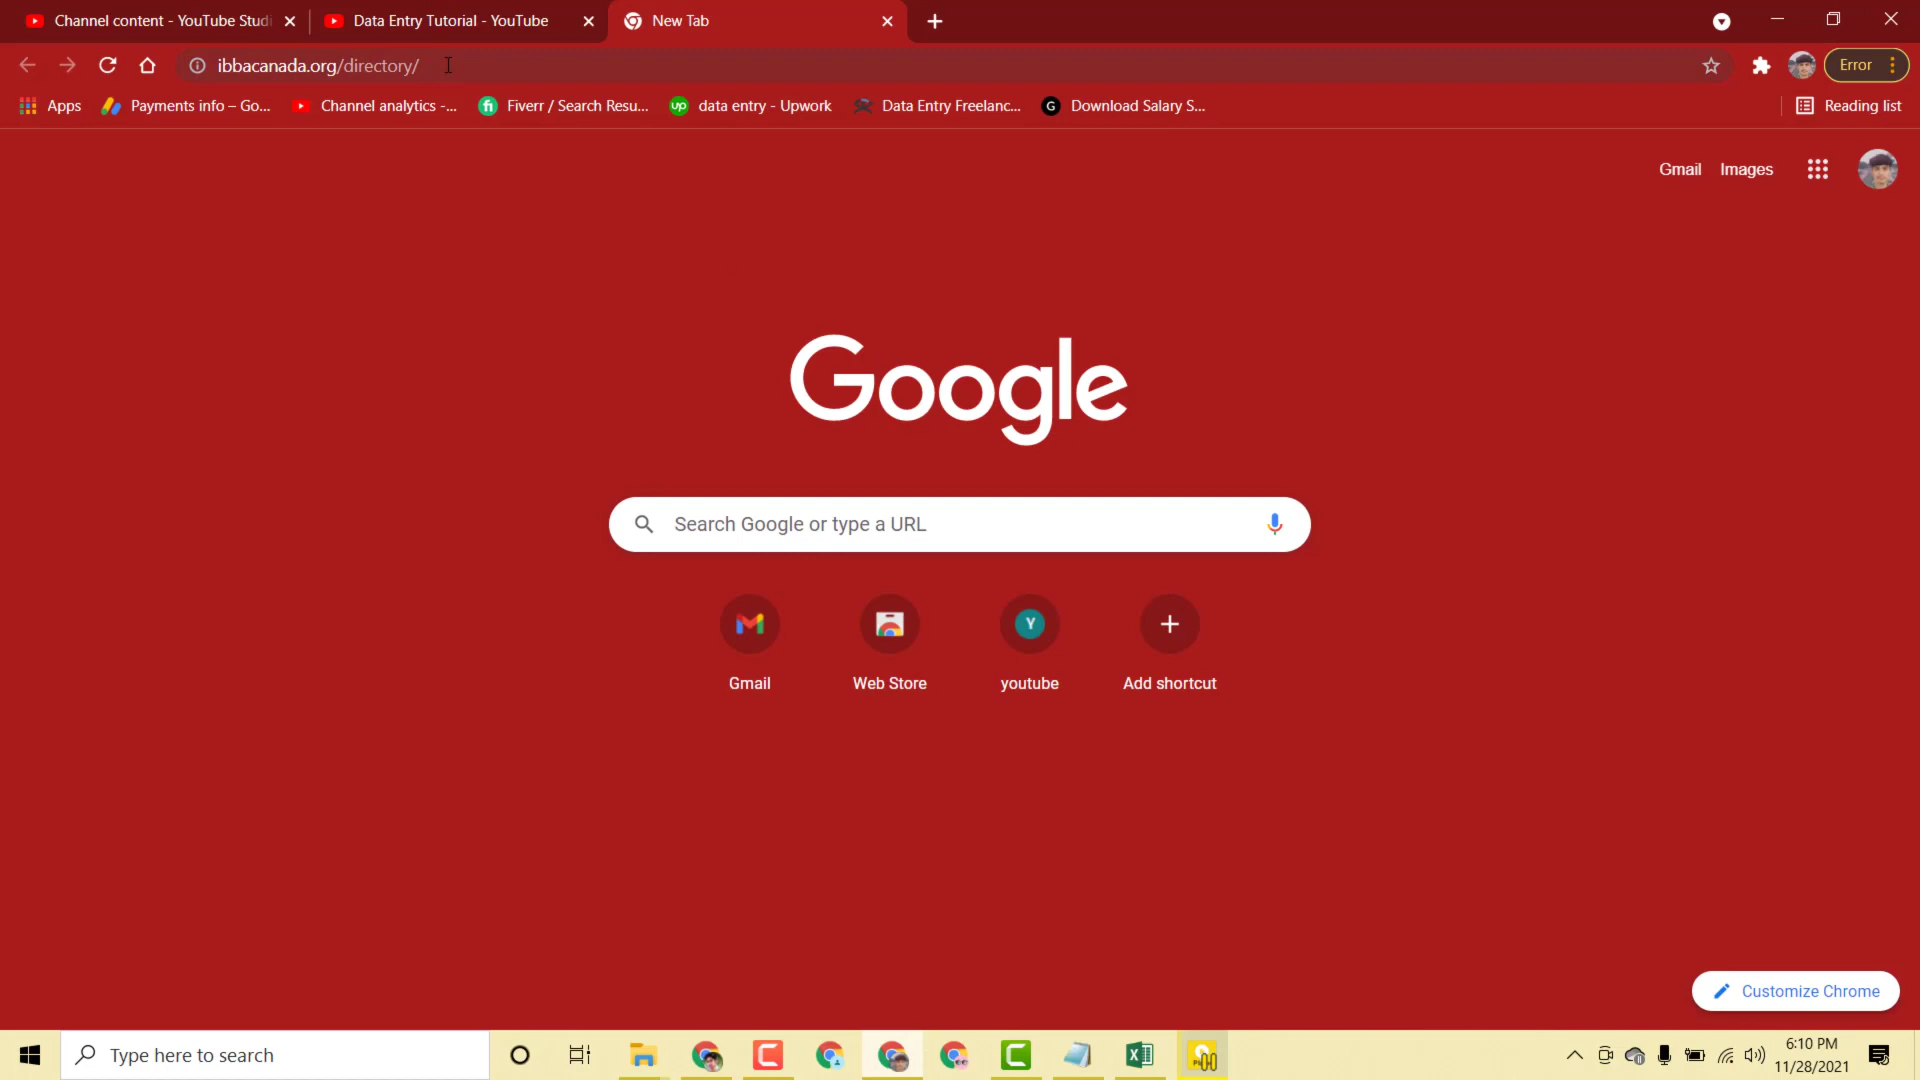 Channel content - YouTube Studi
Data Entry Tutorial - YouTube
New Tab
ibbacanada.org/directory/
Error
Apps
Payments info – Go...
Channel analytics -...
fi
Fiverr / Search Resu...
up
data entry - Upwork
Data Entry Freelanc...
G
Download Salary S...
Reading list
Gmail
Images
Google
Search Google or type a URL
Y
Gmail
Web Store
youtube
Add shortcut
Customize Chrome
Type here to search
6:10 PM
11/28/2021